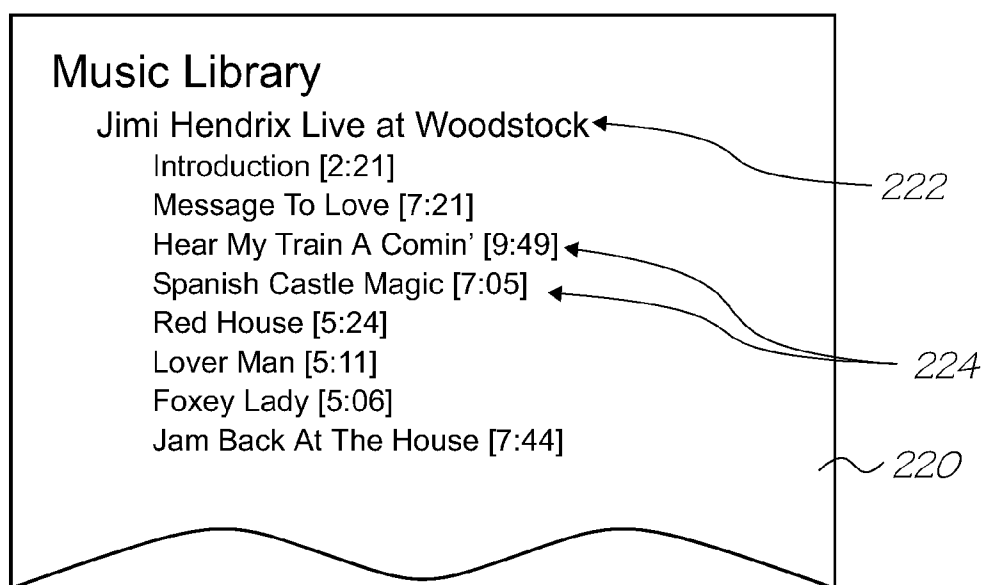 Music Library
Jimi Hendrix Live at Woodstock
222
Introduction [2:21]
Message To Love [7:21]
Hear My Train A Comin’ [9:49]
Spanish Castle Magic [7:05]
Red House [5:24]
Lover Man [5:11]
224
Foxey Lady [5:06]
Jam Back At The House [7:44]
220